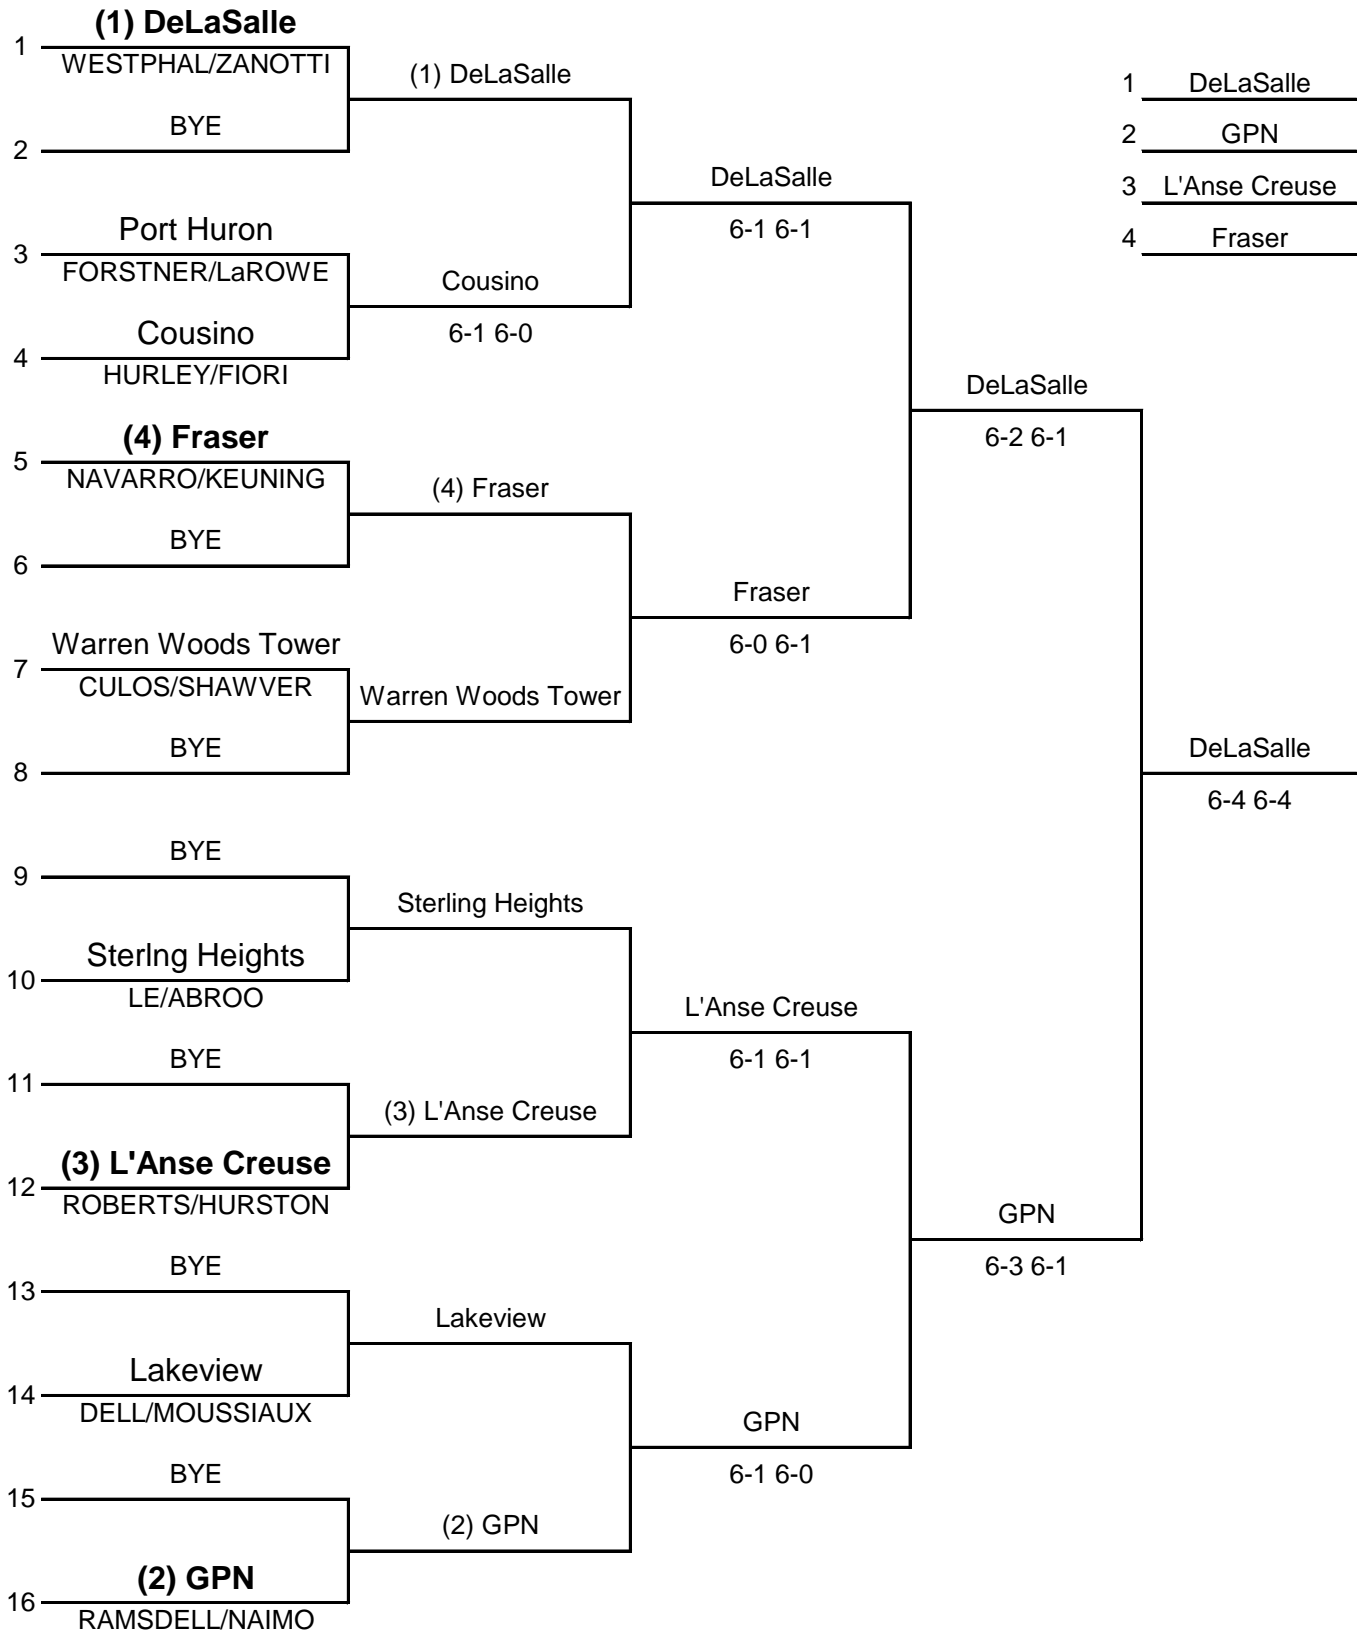 (1) DeLaSalle
1
WESTPHAL/ZANOTTI
BYE
2
Port Huron
3
FORSTNER/LaROWE
Cousino
4
HURLEY/FIORI
(4) Fraser
5
NAVARRO/KEUNING
BYE
6
Warren Woods Tower
7
CULOS/SHAWVER
BYE
8
BYE
9
Sterlng Heights
10
LE/ABROO
BYE
11
(3) L'Anse Creuse
12
ROBERTS/HURSTON
BYE
13
Lakeview
14
DELL/MOUSSIAUX
BYE
15
(2) GPN
16
RAMSDELL/NAIMO
(1) DeLaSalle
Cousino
6-1 6-0
(4) Fraser
Warren Woods Tower
Sterling Heights
(3) L'Anse Creuse
Lakeview
(2) GPN
DeLaSalle
6-1 6-1
Fraser
6-0 6-1
L'Anse Creuse
6-1 6-1
GPN
6-1 6-0
DeLaSalle
6-2 6-1
GPN
6-3 6-1
DeLaSalle
6-4 6-4
1 DeLaSalle
2 GPN
3 L'Anse Creuse
4 Fraser